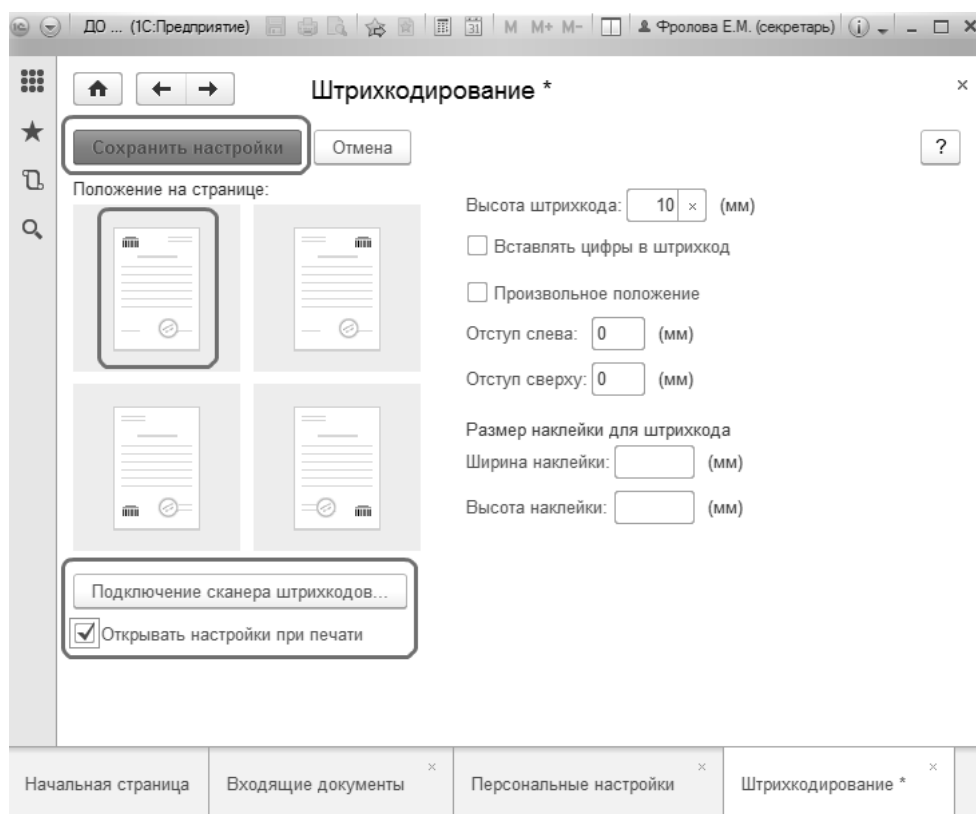 1С ДО ... (1С:Предприятие) 31 M M+ M- Фролова Е.М. (секретарь) i
Штрихкодирование *
Сохранить настройки Отмена ?
Положение на странице:
Высота штрихкода: 10 × (мм)
Вставлять цифры в штрихкод
Произвольное положение
Отступ слева: 0 (мм)
Отступ сверху: 0 (мм)
Размер наклейки для штрихкода
Ширина наклейки: (мм)
Высота наклейки: (мм)
Подключение сканера штрихкодов...
Открывать настройки при печати
Начальная страница Входящие документы Персональные настройки Штрихкодирование *